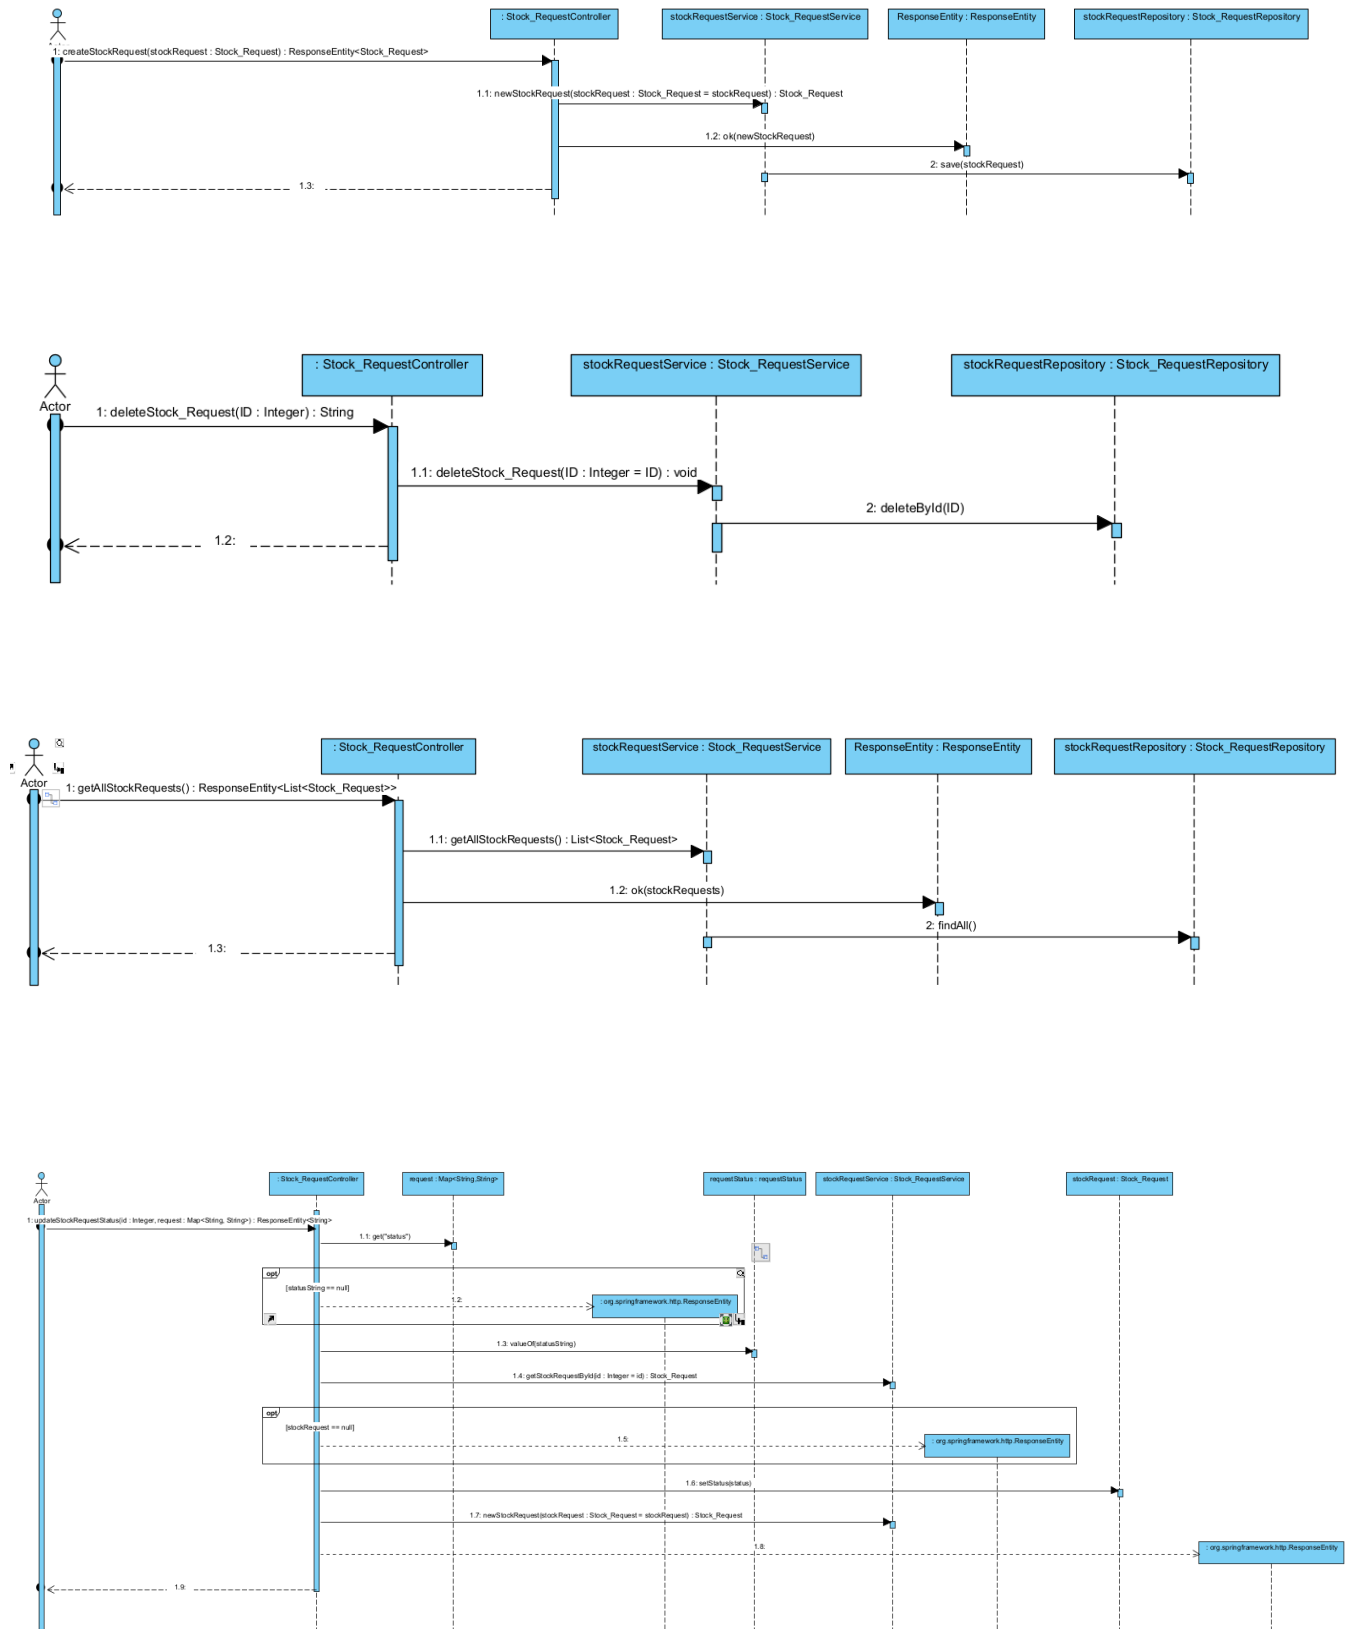 : Stock_RequestController
stockRequestService : Stock_RequestService
ResponseEntity : ResponseEntity
stockRequestRepository : Stock_RequestRepository
1: createStockRequest(stockRequest : Stock_Request) : ResponseEntity<Stock_Request>
1.1: newStockRequest(stockRequest : Stock_Request = stockRequest) : Stock_Request
1.2: ok(newStockRequest)
2: save(stockRequest)
1.3:
: Stock_RequestController
stockRequestService : Stock_RequestService
stockRequestRepository : Stock_RequestRepository
Actor
1: deleteStock_Request(ID : Integer) : String
1.1: deleteStock_Request(ID : Integer = ID) : void
2: deleteById(ID)
1.2:
: Stock_RequestController
stockRequestService : Stock_RequestService
ResponseEntity : ResponseEntity
stockRequestRepository : Stock_RequestRepository
Actor
1: getAllStockRequests() : ResponseEntity<List<Stock_Request>>
1.1: getAllStockRequests() : List<Stock_Request>
1.2: ok(stockRequests)
2: findAll()
1.3:
: Stock_RequestController
request : Map<String,String>
requestStatus : requestStatus
stockRequestService : Stock_RequestService
stockRequest : Stock_Request
Actor
1: updateStockRequestStatus(id : Integer, request : Map<String, String>) : ResponseEntity<String>
1.1: get("status")
opt
[statusString == null]
1.2:
: org.springframework.http.ResponseEntity
1.3: valueOf(statusString)
1.4: getStockRequestById(id : Integer = id) : Stock_Request
opt
[stockRequest == null]
1.5:
: org.springframework.http.ResponseEntity
1.6: setStatus(status)
1.7: newStockRequest(stockRequest : Stock_Request = stockRequest) : Stock_Request
1.8:
: org.springframework.http.ResponseEntity
1.9: